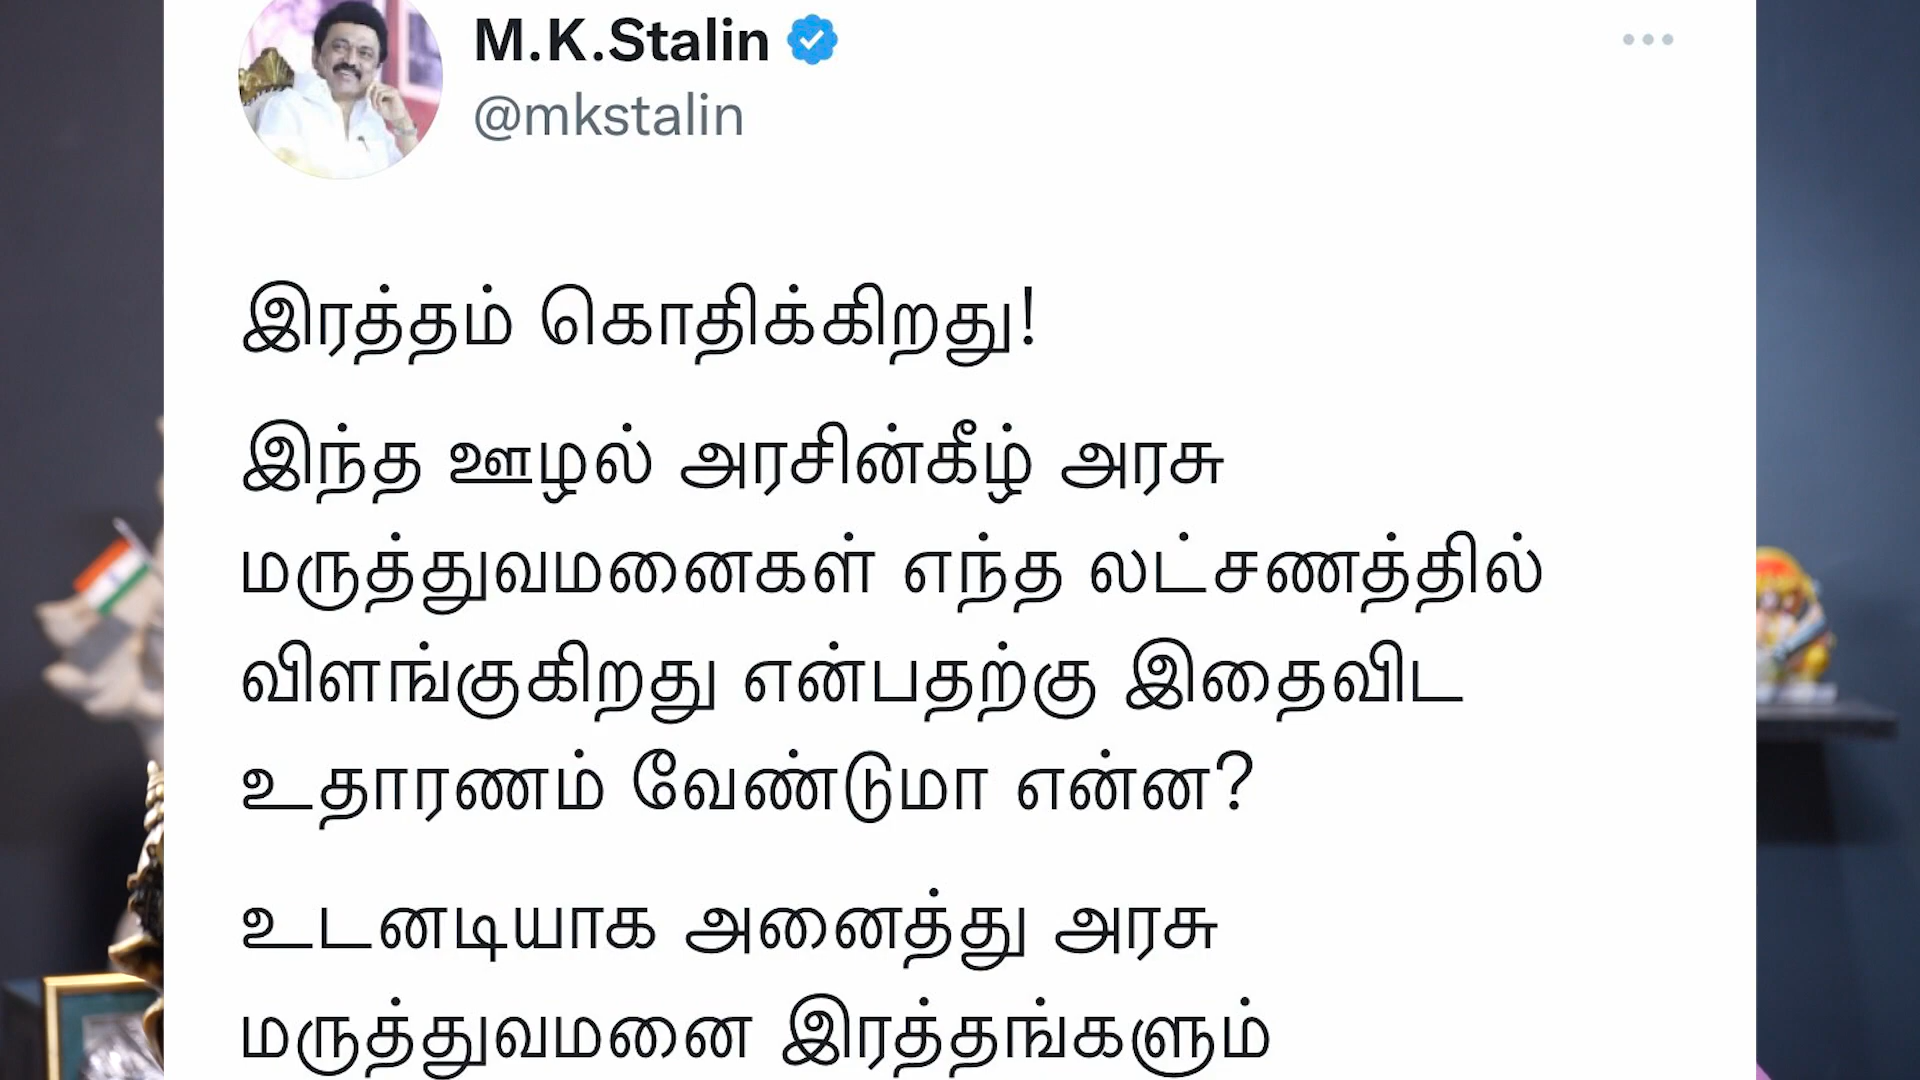 M.K.Stalin
@mkstalin
இரத்தம் கொதிக்கிறது!
இந்த ஊழல் அரசின்கீழ் அரசு
மருத்துவமனைகள் எந்த லட்சணத்தில்
விளங்குகிறது என்பதற்கு இதைவிட
உதாரணம் வேண்டுமா என்ன?
உடனடியாக அனைத்து அரசு
மருத்துவமனை இரத்தங்களும்